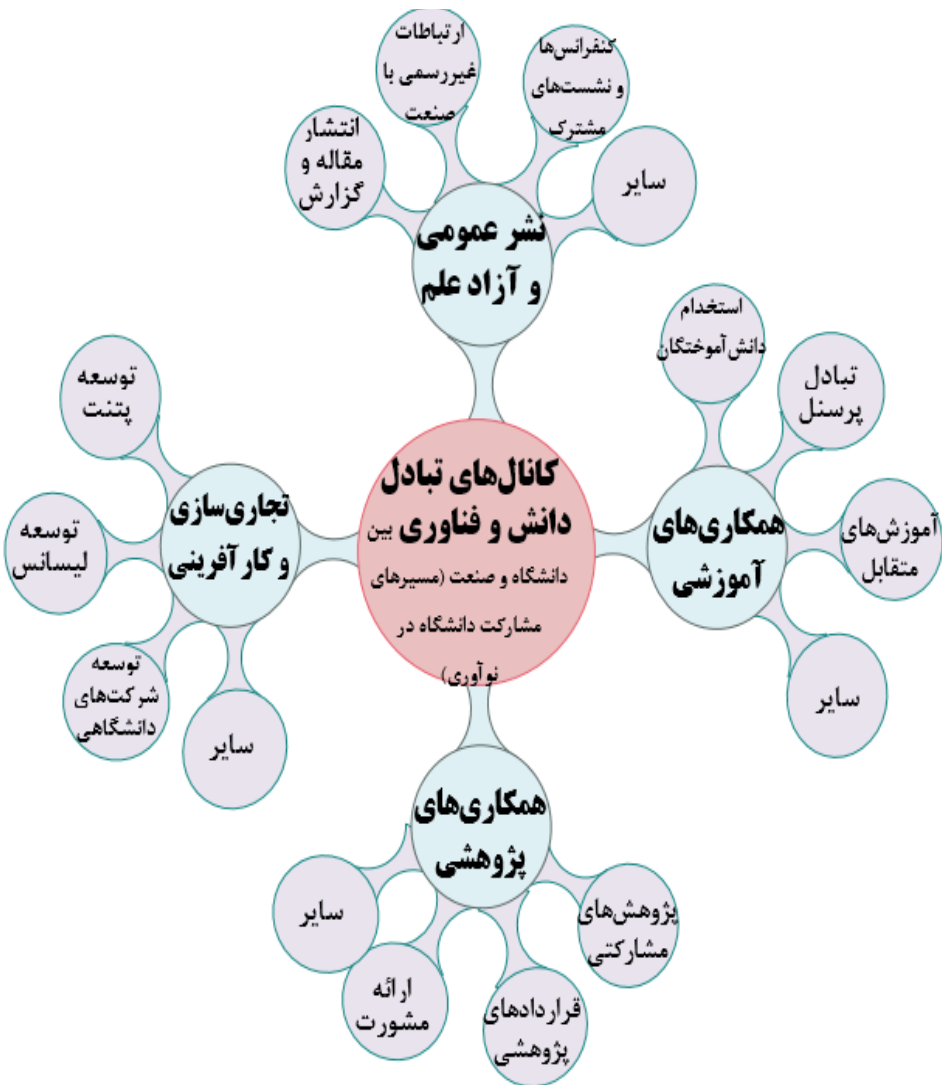 ارتباطات
غیررسمی با
صنعت
کنفرانس‌ها
و نشست‌های
مشترک
انتشار
مقاله و
گزارش
سایر
نشر عمومی
و آزاد علم
استخدام
دانش‌آموختگان
تبادل
پرسنل
آموزش‌های
متقابل
سایر
همکاری‌های
آموزشی
کانال‌های تبادل
دانش و فناوری بین
دانشگاه و صنعت (مسیرهای
مشارکت دانشگاه در
نوآوری)
تجاری‌سازی
و کارآفرینی
توسعه
پتنت
توسعه
لیسانس
توسعه
شرکت‌های
دانشگاهی
سایر
همکاری‌های
پژوهشی
پژوهش‌های
مشارکتی
قراردادهای
پژوهشی
ارائه
مشورت
سایر